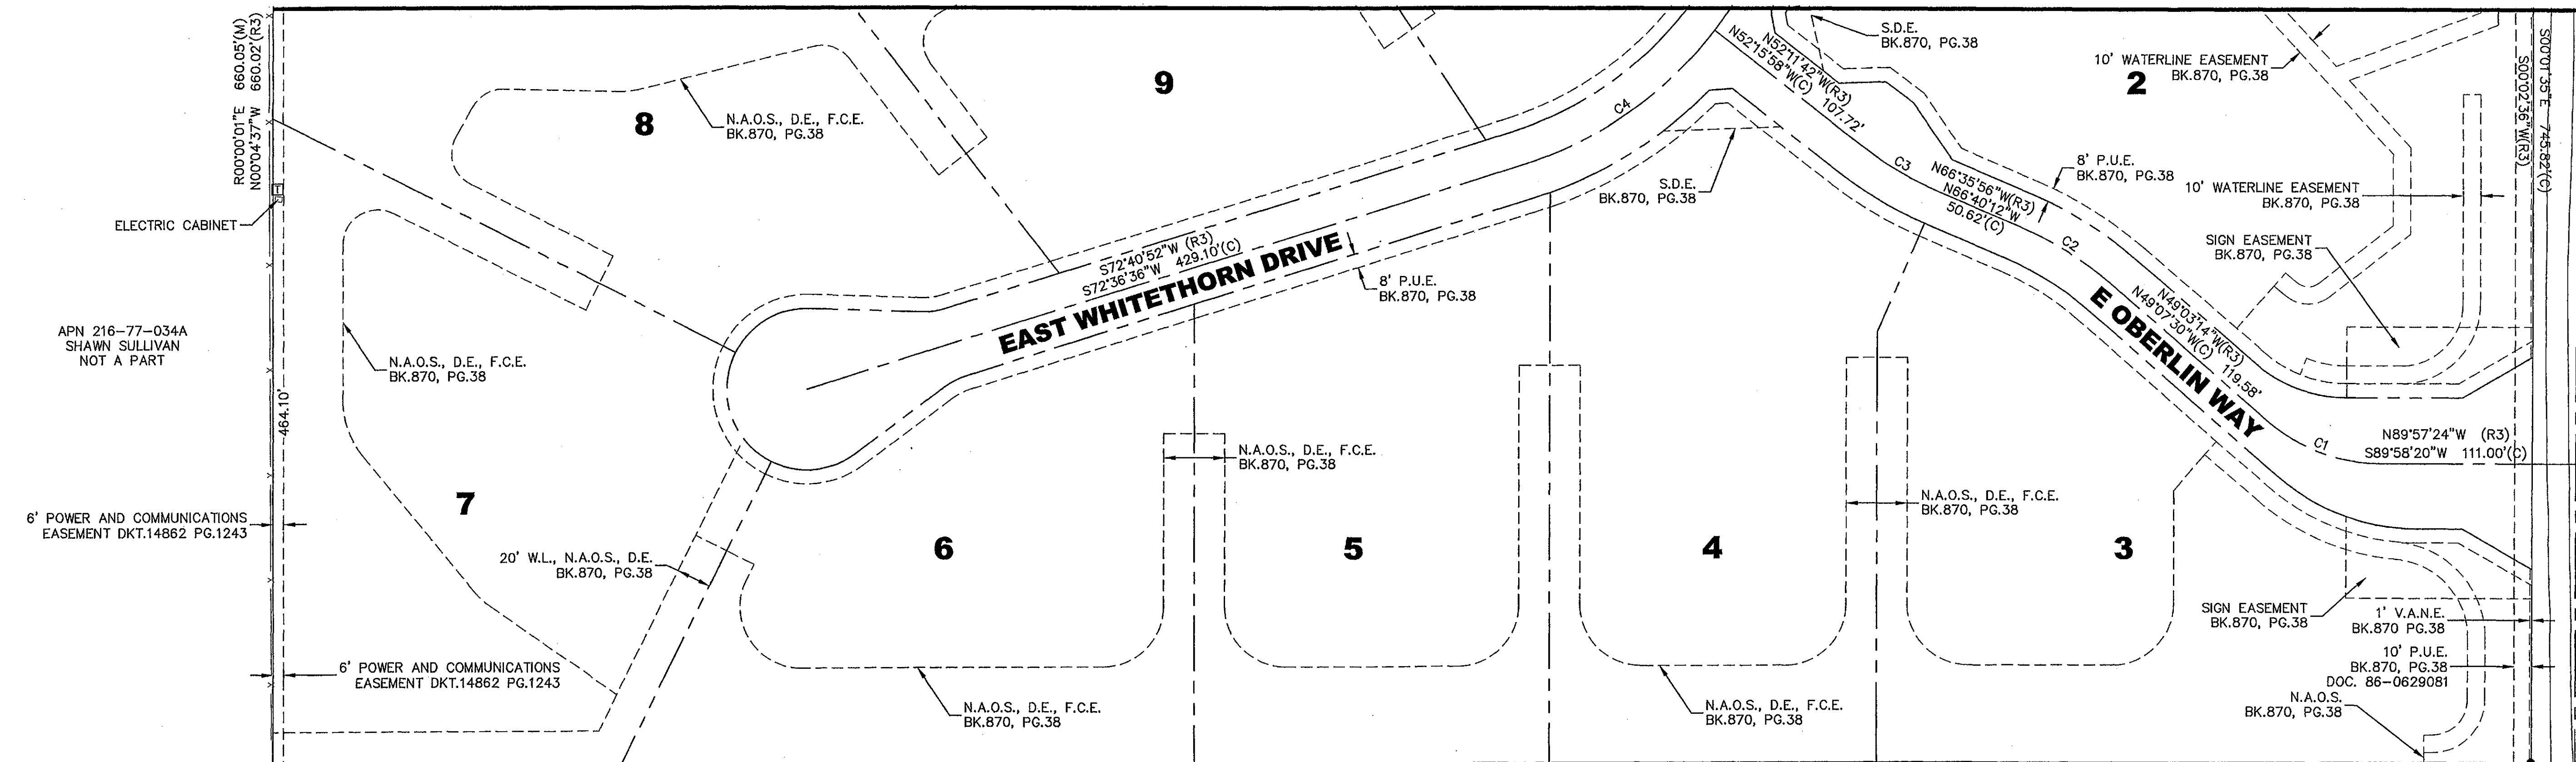 R00°00'01"E 660.05'(M)
N00°04'37"W 660.02'(R3)
ELECTRIC CABINET
APN 216-77-034A
SHAWN SULLIVAN
NOT A PART
464.10'
6' POWER AND COMMUNICATIONS
EASEMENT DKT.14862 PG.1243
6' POWER AND COMMUNICATIONS
EASEMENT DKT.14862 PG.1243
8
N.A.O.S., D.E., F.C.E.
BK.870, PG.38
N.A.O.S., D.E., F.C.E.
BK.870, PG.38
7
20' W.L., N.A.O.S., D.E.
BK.870, PG.38
9
S72°40'52"W (R3)
S72°36'36"W 429.10'(C)
EAST WHITETHORN DRIVE
8' P.U.E.
BK.870, PG.38
C4
S.D.E.
BK.870, PG.38
6
N.A.O.S., D.E., F.C.E.
BK.870, PG.38
N.A.O.S., D.E., F.C.E.
BK.870, PG.38
5
4
N.A.O.S., D.E., F.C.E.
BK.870, PG.38
N.A.O.S., D.E., F.C.E.
BK.870, PG.38
3
S.D.E.
BK.870, PG.38
N52°11'42"W(R3)
N52°15'58"W(C) 107.72'
C3
N66°35'56"W(R3)
N66°40'12"W
50.62'(C)
8' P.U.E.
BK.870, PG.38
C2
N49°03'14"W(R3)
N49°07'30"W(C) 119.58'
E OBERLIN WAY
C1
N89°57'24"W (R3)
S89°58'20"W 111.00'(C)
10' WATERLINE EASEMENT
BK.870, PG.38
2
10' WATERLINE EASEMENT
BK.870, PG.38
SIGN EASEMENT
BK.870, PG.38
S00°01'35"E 745.82'(C)
S00°02'36"W(R3)
SIGN EASEMENT
BK.870, PG.38
1' V.A.N.E.
BK.870 PG.38
10' P.U.E.
BK.870, PG.38
DOC. 86-0629081
N.A.O.S.
BK.870, PG.38